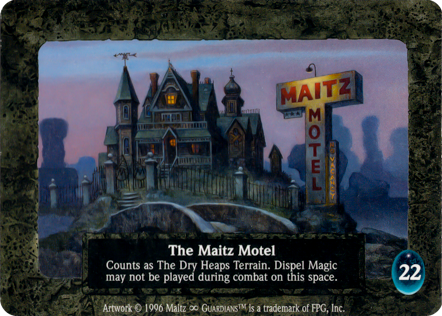 MAITZ
MOTEL
The Maitz Motel
Counts as The Dry Heaps Terrain. Dispel Magic
may not be played during combat on this space.
22
Artwork © 1996 Maitz ∞ GUARDIANS™ is a trademark of FPG, Inc.